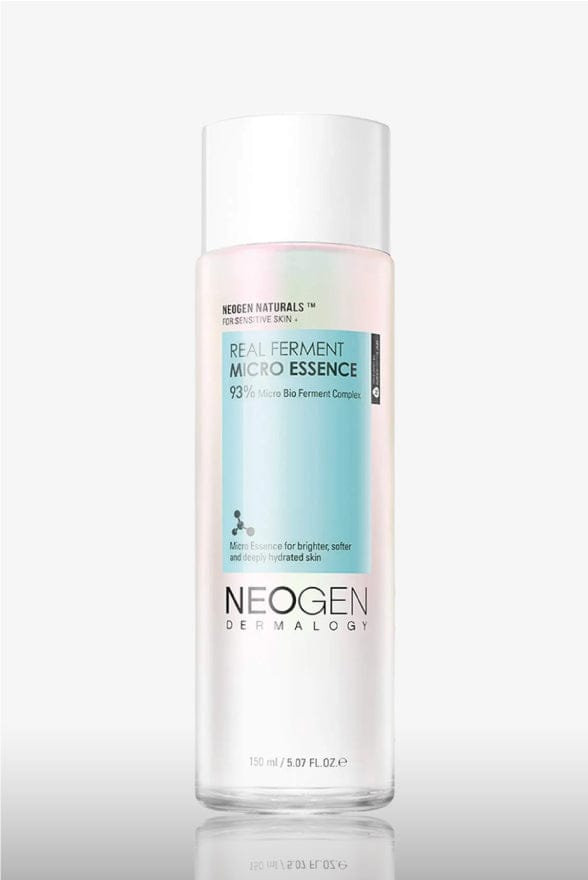 NEOGEN NATURALS™
FOR SENSITIVE SKIN +
REAL FERMENT
MICRO ESSENCE
93% Micro Bio Ferment Complex
Micro Essence for brighter, softer
and deeply hydrated skin
NEOGEN
DERMALOGY
150 ml / 5.07 FL.OZ.℮